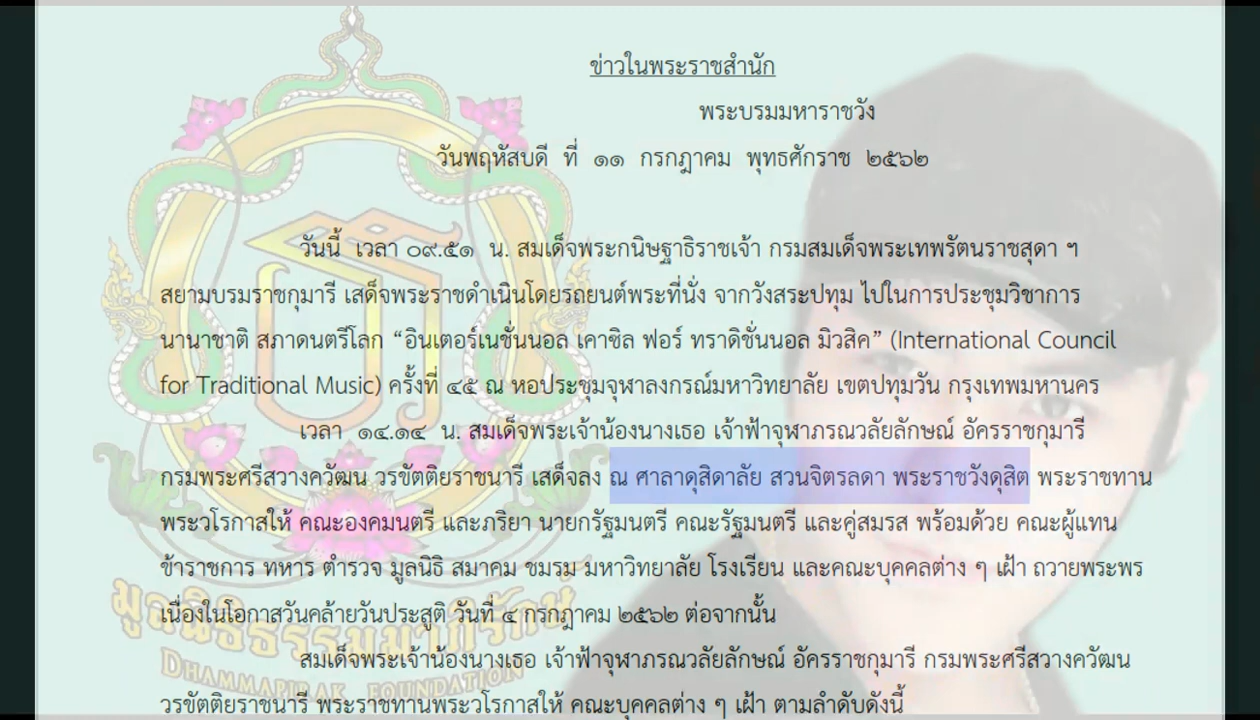 ข่าวในพระราชสำนัก
พระบรมมหาราชวัง
วันพฤหัสบดี ที่ ๑๑ กรกฎาคม พุทธศักราช ๒๕๖๒
วันนี้ เวลา ๐๙.๕๑ น. สมเด็จพระกนิษฐาธิราชเจ้า กรมสมเด็จพระเทพรัตนราชสุดา ฯ
สยามบรมราชกุมารี เสด็จพระราชดำเนินโดยรถยนต์พระที่นั่ง จากวังสระปทุม ไปในการประชุมวิชาการ
นานาชาติ สภาดนตรีโลก “อินเตอร์เนชั่นนอล เคาซิล ฟอร์ ทราดิชั่นนอล มิวสิค” (International Council
for Traditional Music) ครั้งที่ ๔๕ ณ หอประชุมจุฬาลงกรณ์มหาวิทยาลัย เขตปทุมวัน กรุงเทพมหานคร
เวลา ๑๔.๑๔ น. สมเด็จพระเจ้าน้องนางเธอ เจ้าฟ้าจุฬาภรณวลัยลักษณ์ อัครราชกุมารี
กรมพระศรีสวางควัฒน วรขัตติยราชนารี เสด็จลง ณ ศาลาดุสิดาลัย สวนจิตรลดา พระราชวังดุสิต พระราชทาน
พระวโรกาสให้ คณะองคมนตรี และภริยา นายกรัฐมนตรี คณะรัฐมนตรี และคู่สมรส พร้อมด้วย คณะผู้แทน
ข้าราชการ ทหาร ตำรวจ มูลนิธิ สมาคม ชมรม มหาวิทยาลัย โรงเรียน และคณะบุคคลต่าง ๆ เฝ้า ถวายพระพร
เนื่องในโอกาสวันคล้ายวันประสูติ วันที่ ๔ กรกฎาคม ๒๕๖๒ ต่อจากนั้น
สมเด็จพระเจ้าน้องนางเธอ เจ้าฟ้าจุฬาภรณวลัยลักษณ์ อัครราชกุมารี กรมพระศรีสวางควัฒน
วรขัตติยราชนารี พระราชทานพระวโรกาสให้ คณะบุคคลต่าง ๆ เฝ้า ตามลำดับดังนี้
มูลนิธิธรรมมาภิรักษ์
DHAMMAPIRAK FOUNDATION